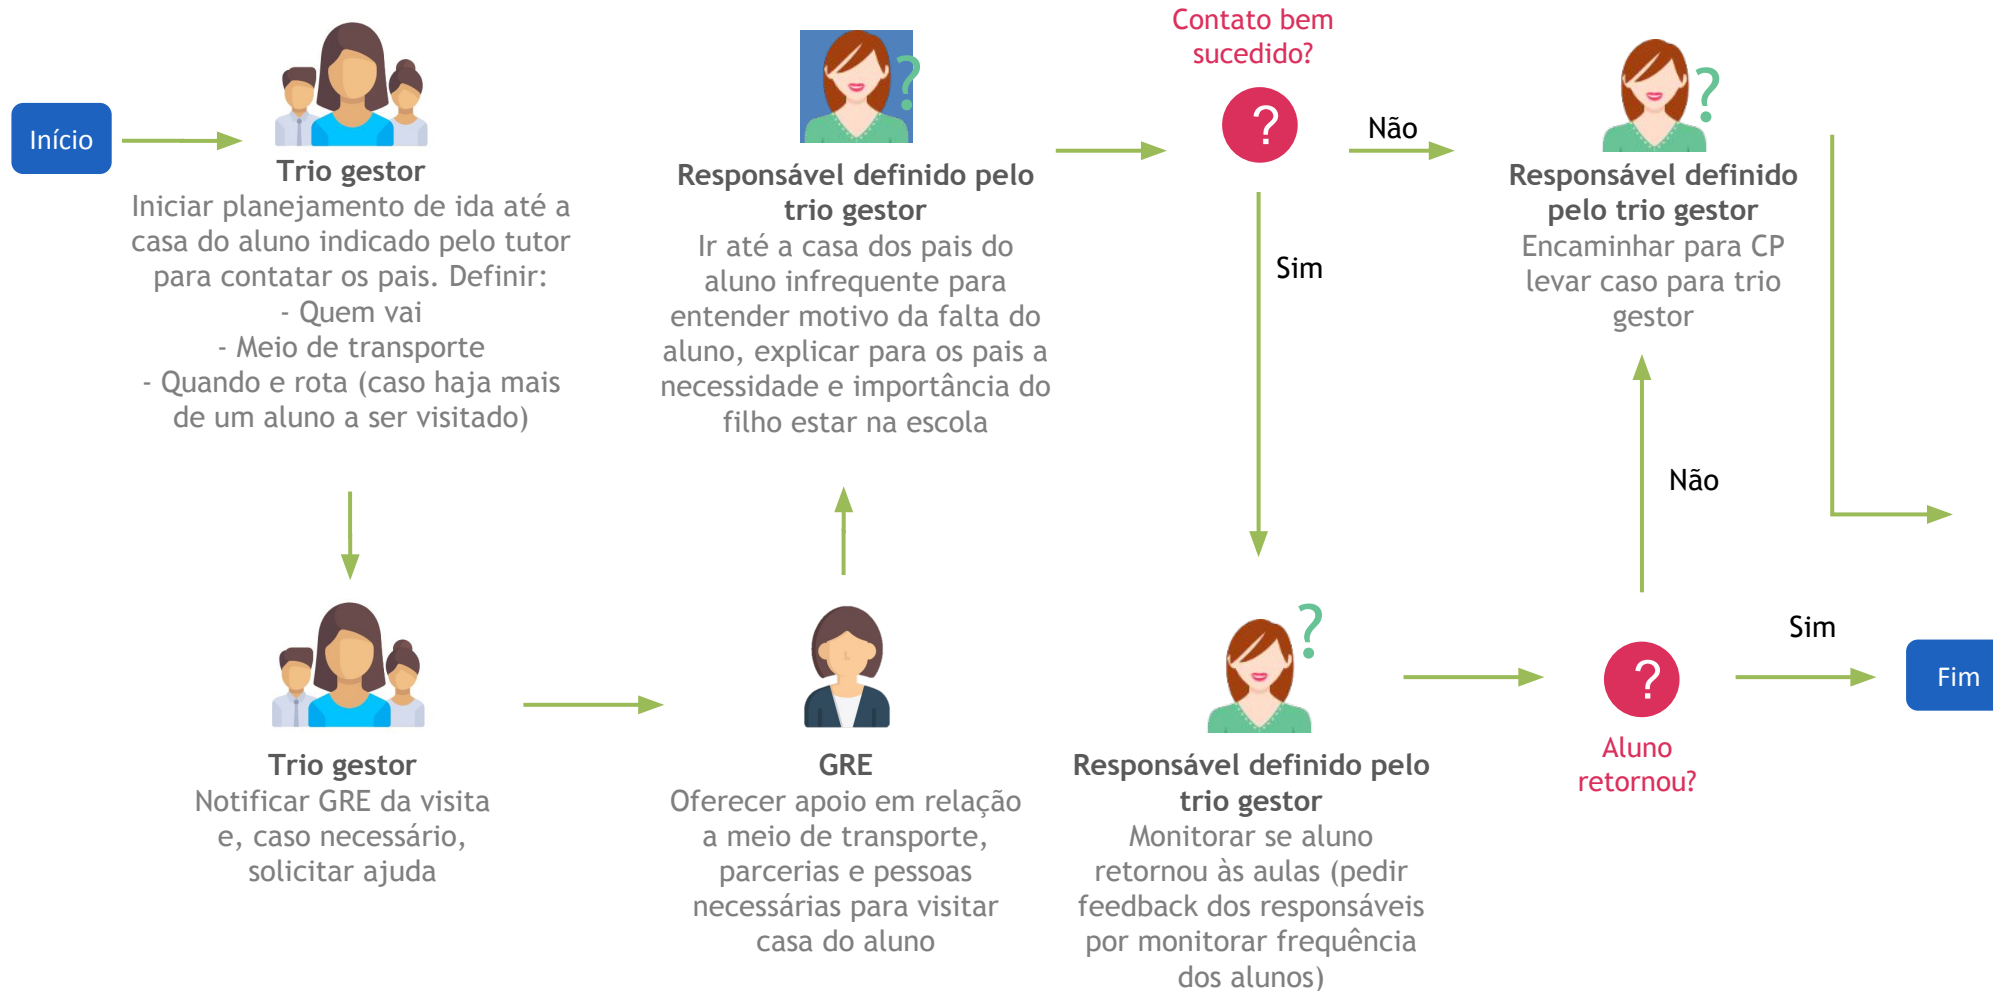 Início
Trio gestor
Iniciar planejamento de ida até a
casa do aluno indicado pelo tutor
para contatar os pais. Definir:
- Quem vai
- Meio de transporte
- Quando e rota (caso haja mais
de um aluno a ser visitado)
Trio gestor
Notificar GRE da visita
e, caso necessário,
solicitar ajuda
GRE
Oferecer apoio em relação
a meio de transporte,
parcerias e pessoas
necessárias para visitar
casa do aluno
?
Responsável definido pelo
trio gestor
Ir até a casa dos pais do
aluno infrequente para
entender motivo da falta do
aluno, explicar para os pais a
necessidade e importância do
filho estar na escola
Contato bem
sucedido?
?
Não
Sim
?
Responsável definido
pelo trio gestor
Encaminhar para CP
levar caso para trio
gestor
?
Responsável definido pelo
trio gestor
Monitorar se aluno
retornou às aulas (pedir
feedback dos responsáveis
por monitorar frequência
dos alunos)
?
Aluno
retornou?
Não
Sim
Fim